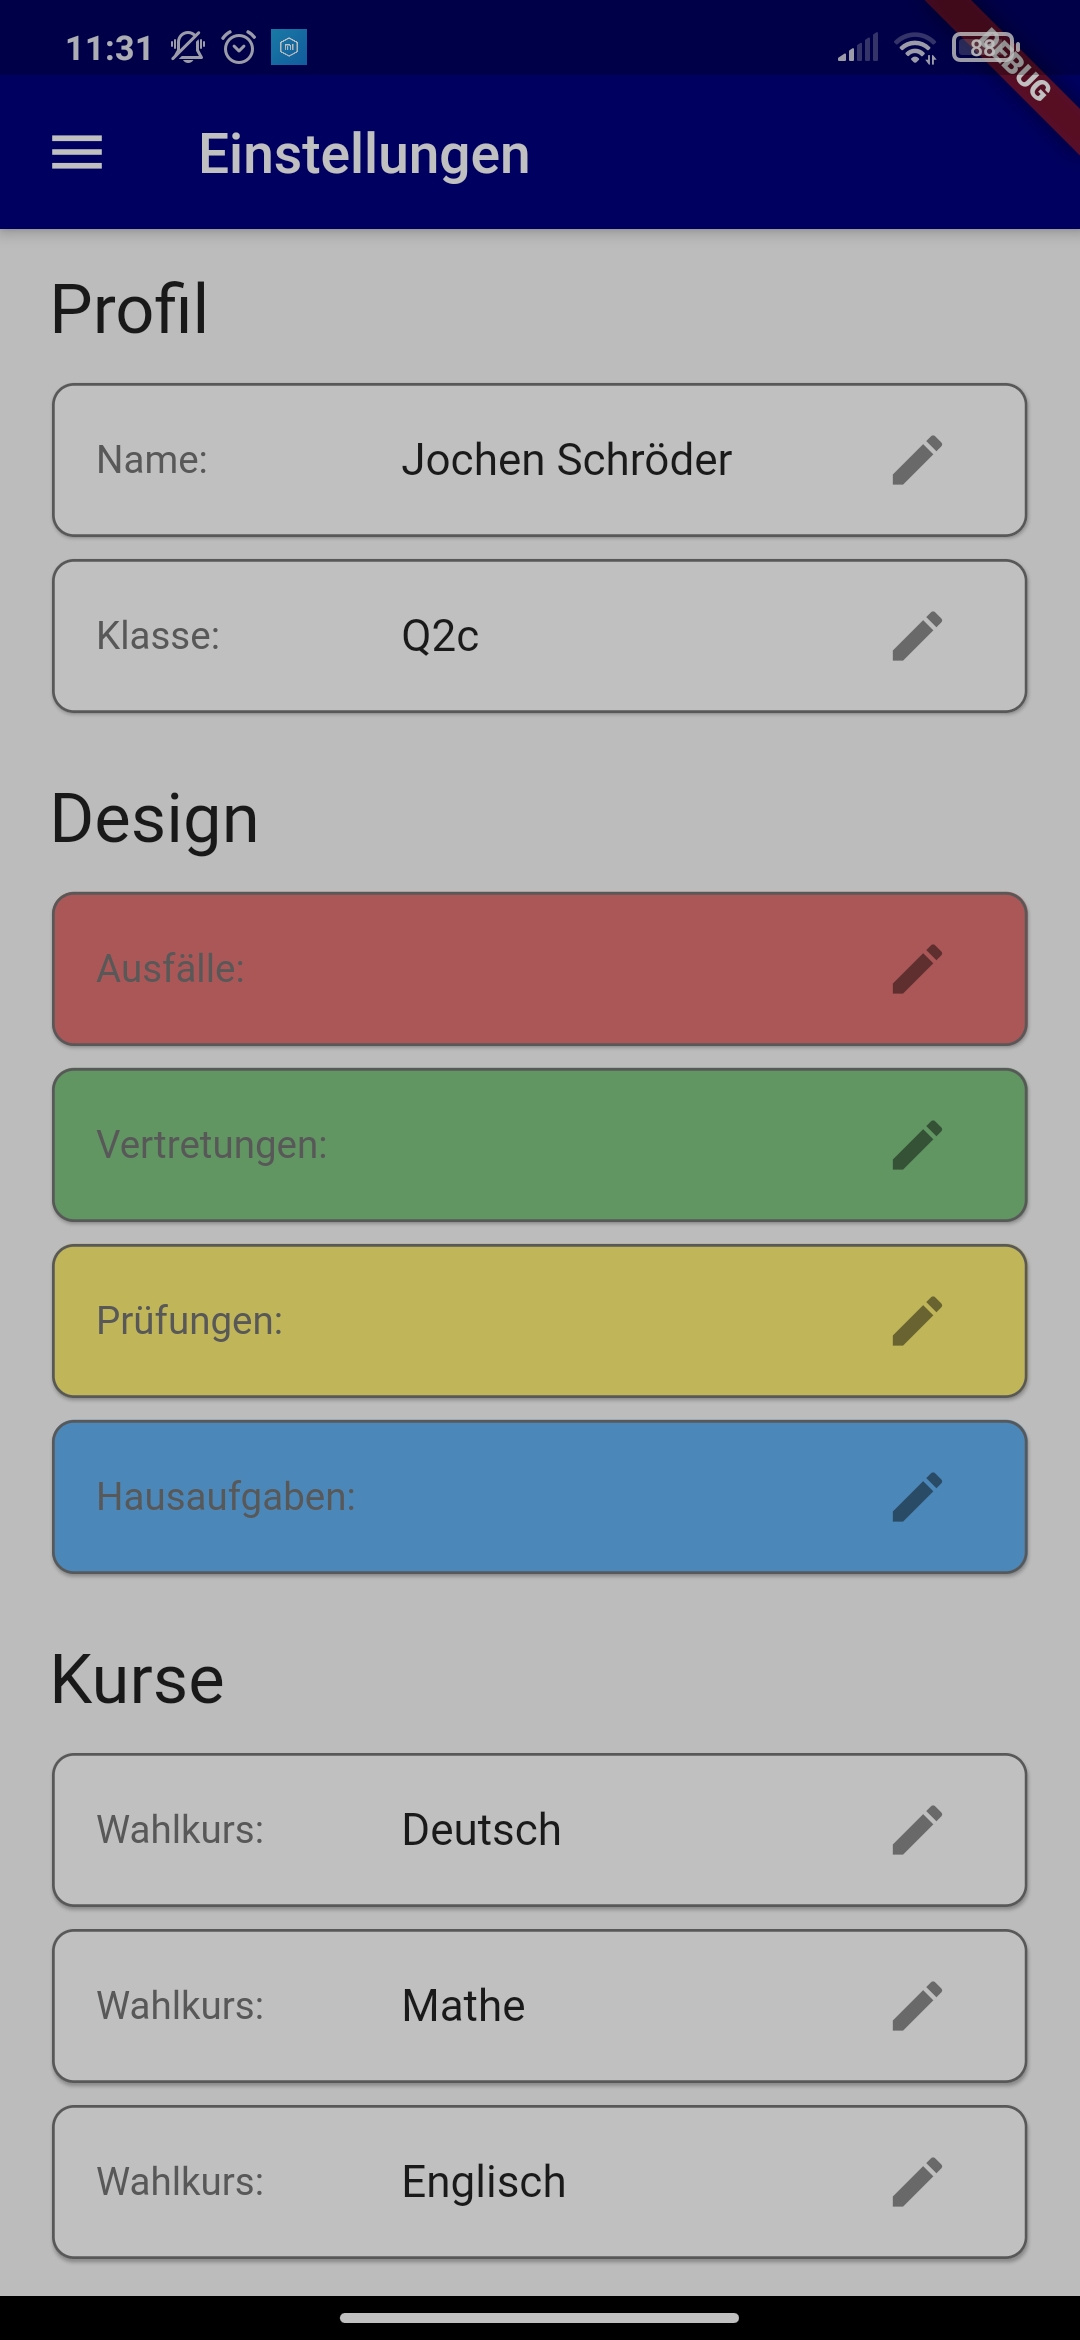 11:31
88
DEBUG
Einstellungen
Profil
Name: Jochen Schröder
Klasse: Q2c
Design
Ausfälle:
Vertretungen:
Prüfungen:
Hausaufgaben:
Kurse
Wahlkurs: Deutsch
Wahlkurs: Mathe
Wahlkurs: Englisch